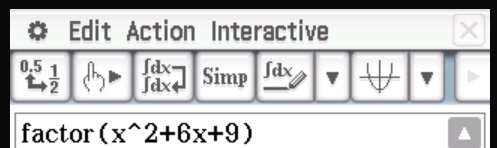 Edit Action Interactive
0.5 1/2 ∫dx ∫dx Simp ∫dx
factor(x^2+6x+9)